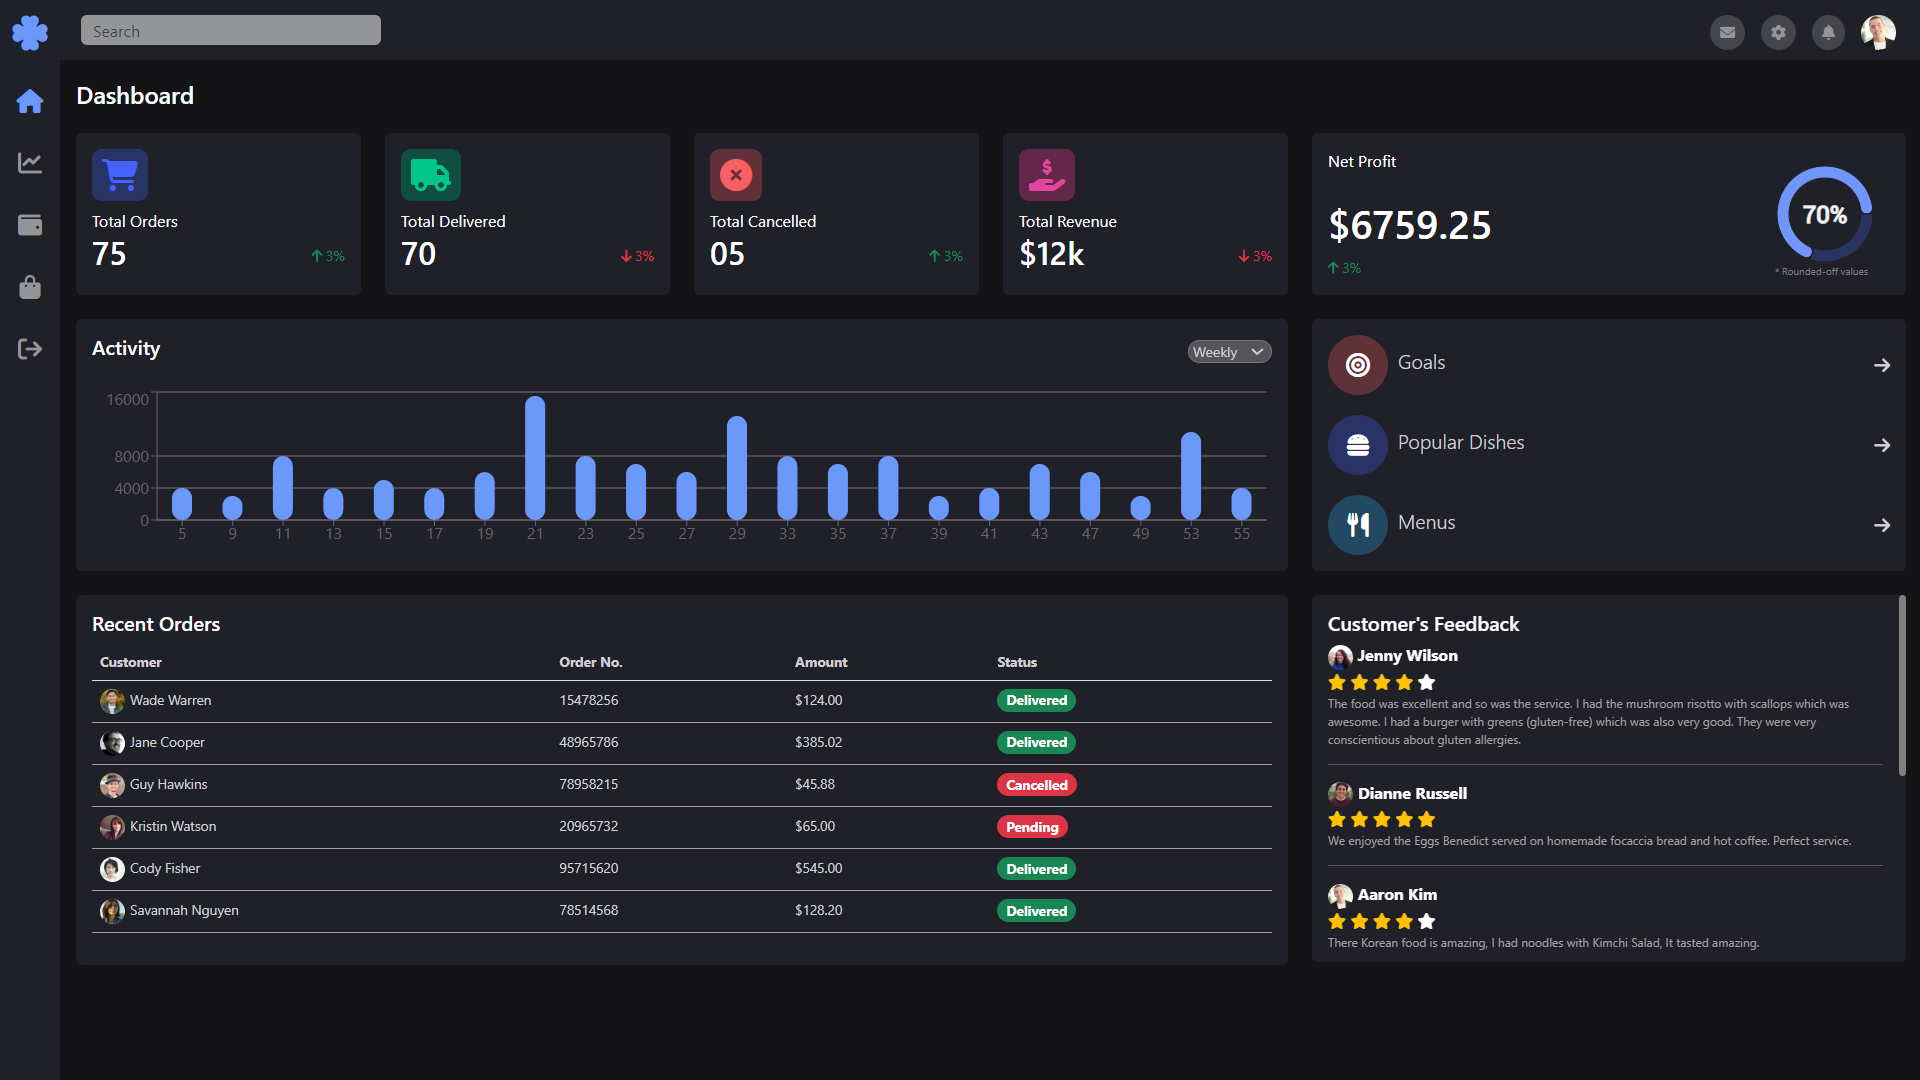 Search
Dashboard
Total Orders
75
3%
Total Delivered
70
3%
Total Cancelled
05
3%
Total Revenue
$12k
3%
Net Profit
$6759.25
3%
70%
* Rounded-off values
Activity
Weekly
16000
8000
4000
0
5 9 11 13 15 17 19 21 23 25 27 29 33 35 37 39 41 43 47 49 53 55
Goals
Popular Dishes
Menus
Recent Orders
Customer Order No. Amount Status
Wade Warren 15478256 $124.00 Delivered
Jane Cooper 48965786 $385.02 Delivered
Guy Hawkins 78958215 $45.88 Cancelled
Kristin Watson 20965732 $65.00 Pending
Cody Fisher 95715620 $545.00 Delivered
Savannah Nguyen 78514568 $128.20 Delivered
Customer's Feedback
Jenny Wilson
The food was excellent and so was the service. I had the mushroom risotto with scallops which was
awesome. I had a burger with greens (gluten-free) which was also very good. They were very
conscientious about gluten allergies.
Dianne Russell
We enjoyed the Eggs Benedict served on homemade focaccia bread and hot coffee. Perfect service.
Aaron Kim
There Korean food is amazing, I had noodles with Kimchi Salad, It tasted amazing.